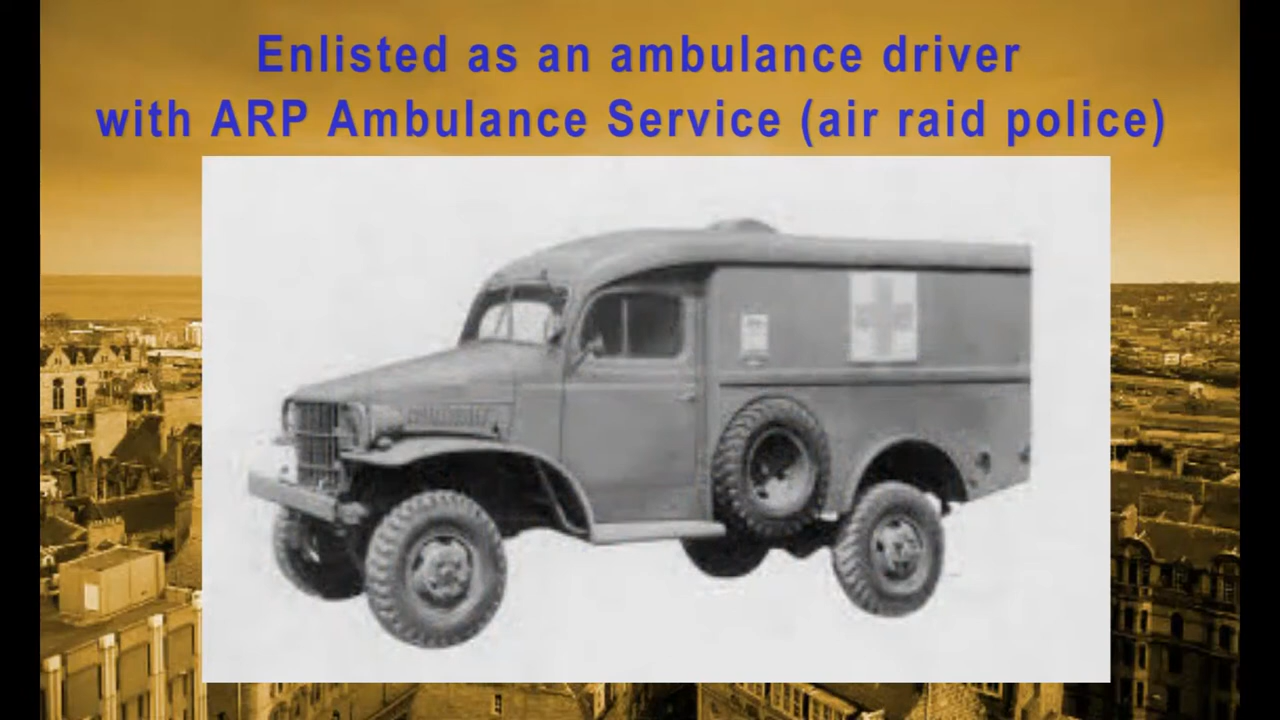 Enlisted as an ambulance driver
with ARP Ambulance Service (air raid police)